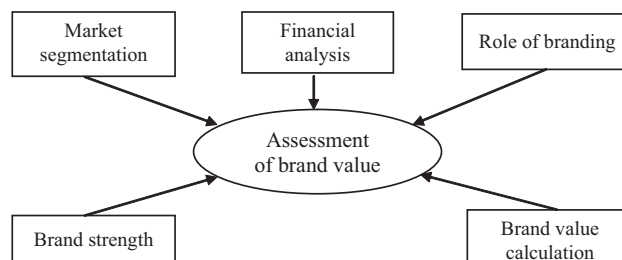 Market
segmentation
Financial
analysis
Role of branding
Assessment
of brand value
Brand strength
Brand value
calculation